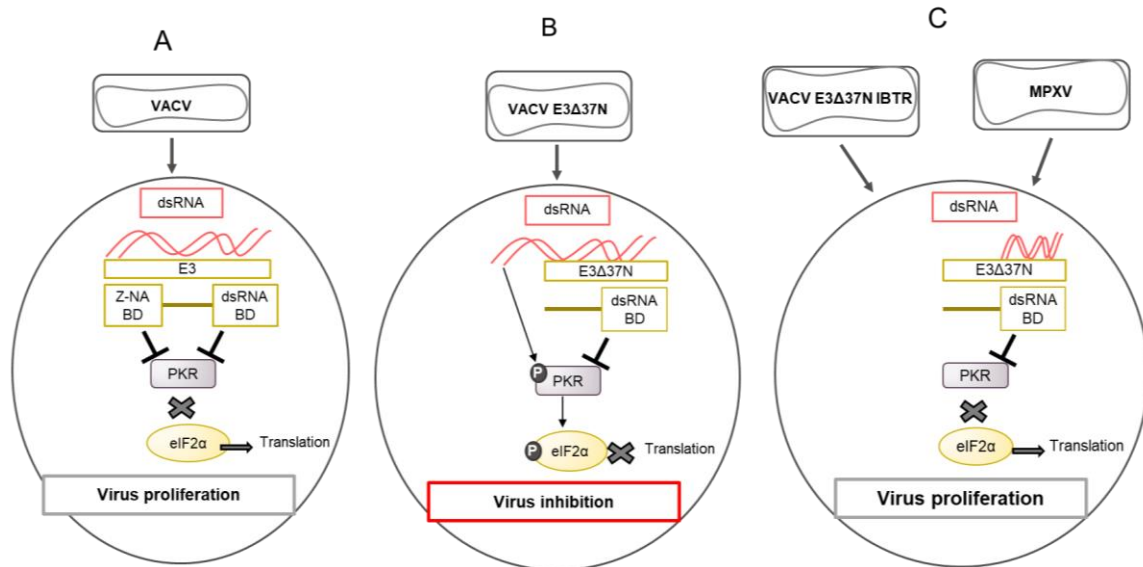 A
VACV
dsRNA
E3
Z-NA
BD
dsRNA
BD
PKR
eIF2α
Translation
Virus proliferation
B
VACV E3Δ37N
dsRNA
E3Δ37N
dsRNA
BD
P
PKR
P
eIF2α
Translation
Virus inhibition
C
VACV E3Δ37N IBTR
MPXV
dsRNA
E3Δ37N
dsRNA
BD
PKR
eIF2α
Translation
Virus proliferation